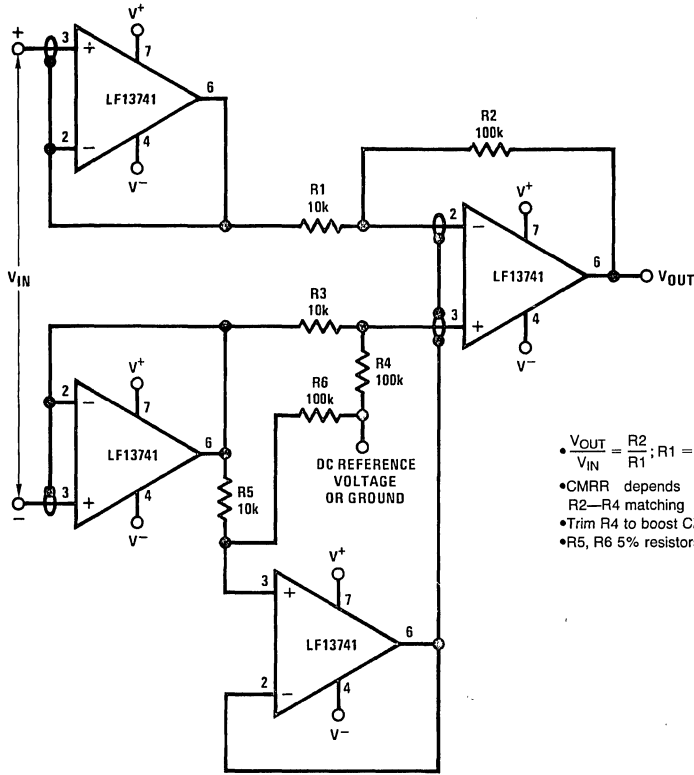 V+
+
3
+
7
6
LF13741
2
−
4
V−
R2
100k
R1
10k
V+
2
−
7
6
LF13741
VOUT
3
+
4
V−
VIN
R3
10k
R4
100k
R6
100k
V+
2
−
7
6
LF13741
3
+
4
V−
−
DC REFERENCE
VOLTAGE
OR GROUND
R5
10k
V+
3
+
7
6
LF13741
2
−
4
V−
•VOUT/VIN = R2/R1; R1 =
•CMRR depends
R2—R4 matching
•Trim R4 to boost C
•R5, R6 5% resistor